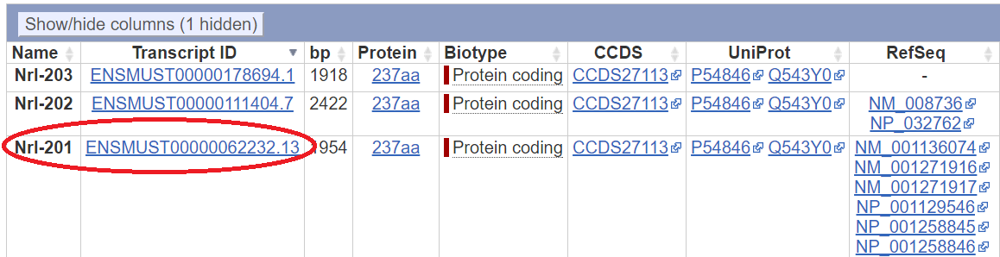 Show/hide columns (1 hidden)
Name Transcript ID bp Protein Biotype CCDS UniProt RefSeq
Nrl-203 ENSMUST00000178694.1 1918 237aa Protein coding CCDS27113 P54846 Q543Y0 -
Nrl-202 ENSMUST00000111404.7 2422 237aa Protein coding CCDS27113 P54846 Q543Y0 NM_008736
NP_032762
Nrl-201 ENSMUST00000062232.13 1954 237aa Protein coding CCDS27113 P54846 Q543Y0 NM_001136074
NM_001271916
NM_001271917
NP_001129546
NP_001258845
NP_001258846